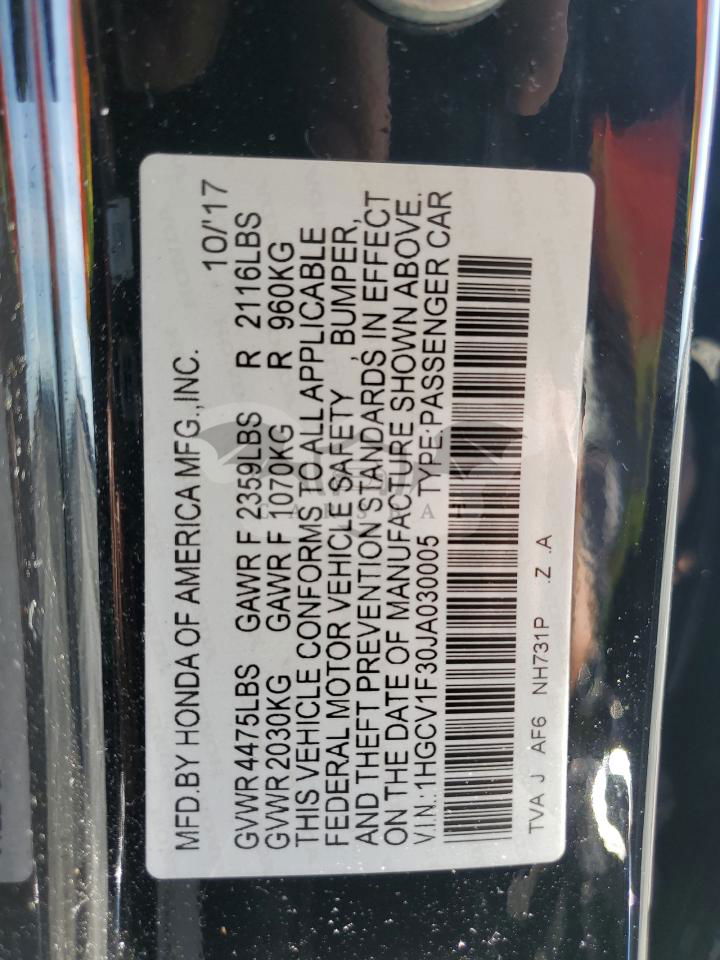 MFD.BY HONDA OF AMERICA MFG.,INC. 10/'17
GVWR 4475LBS GAWR F 2359LBS R 2116LBS
GVWR 2030KG GAWR F 1070KG R 960KG
THIS VEHICLE CONFORMS TO ALL APPLICABLE
FEDERAL MOTOR VEHICLE SAFETY , BUMPER,
AND THEFT PREVENTION STANDARDS, IN EFFECT
ON THE DATE OF MANUFACTURE SHOWN ABOVE.
V.I.N.:1HGCV1F30JA030005 TYPE:PASSENGER CAR
TVA J AF6 NH731P .Z .A